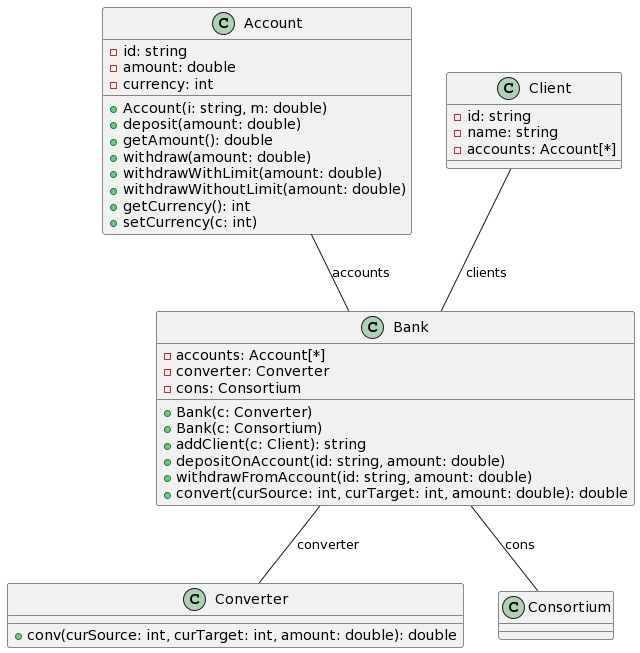 C Account
id: string
amount: double
currency: int
Account(i: string, m: double)
deposit(amount: double)
getAmount(): double
withdraw(amount: double)
withdrawWithLimit(amount: double)
withdrawWithoutLimit(amount: double)
getCurrency(): int
setCurrency(c: int)
C Client
id: string
name: string
accounts: Account[*]
accounts
clients
C Bank
accounts: Account[*]
converter: Converter
cons: Consortium
Bank(c: Converter)
Bank(c: Consortium)
addClient(c: Client): string
depositOnAccount(id: string, amount: double)
withdrawFromAccount(id: string, amount: double)
convert(curSource: int, curTarget: int, amount: double): double
converter
cons
C Converter
conv(curSource: int, curTarget: int, amount: double): double
C Consortium